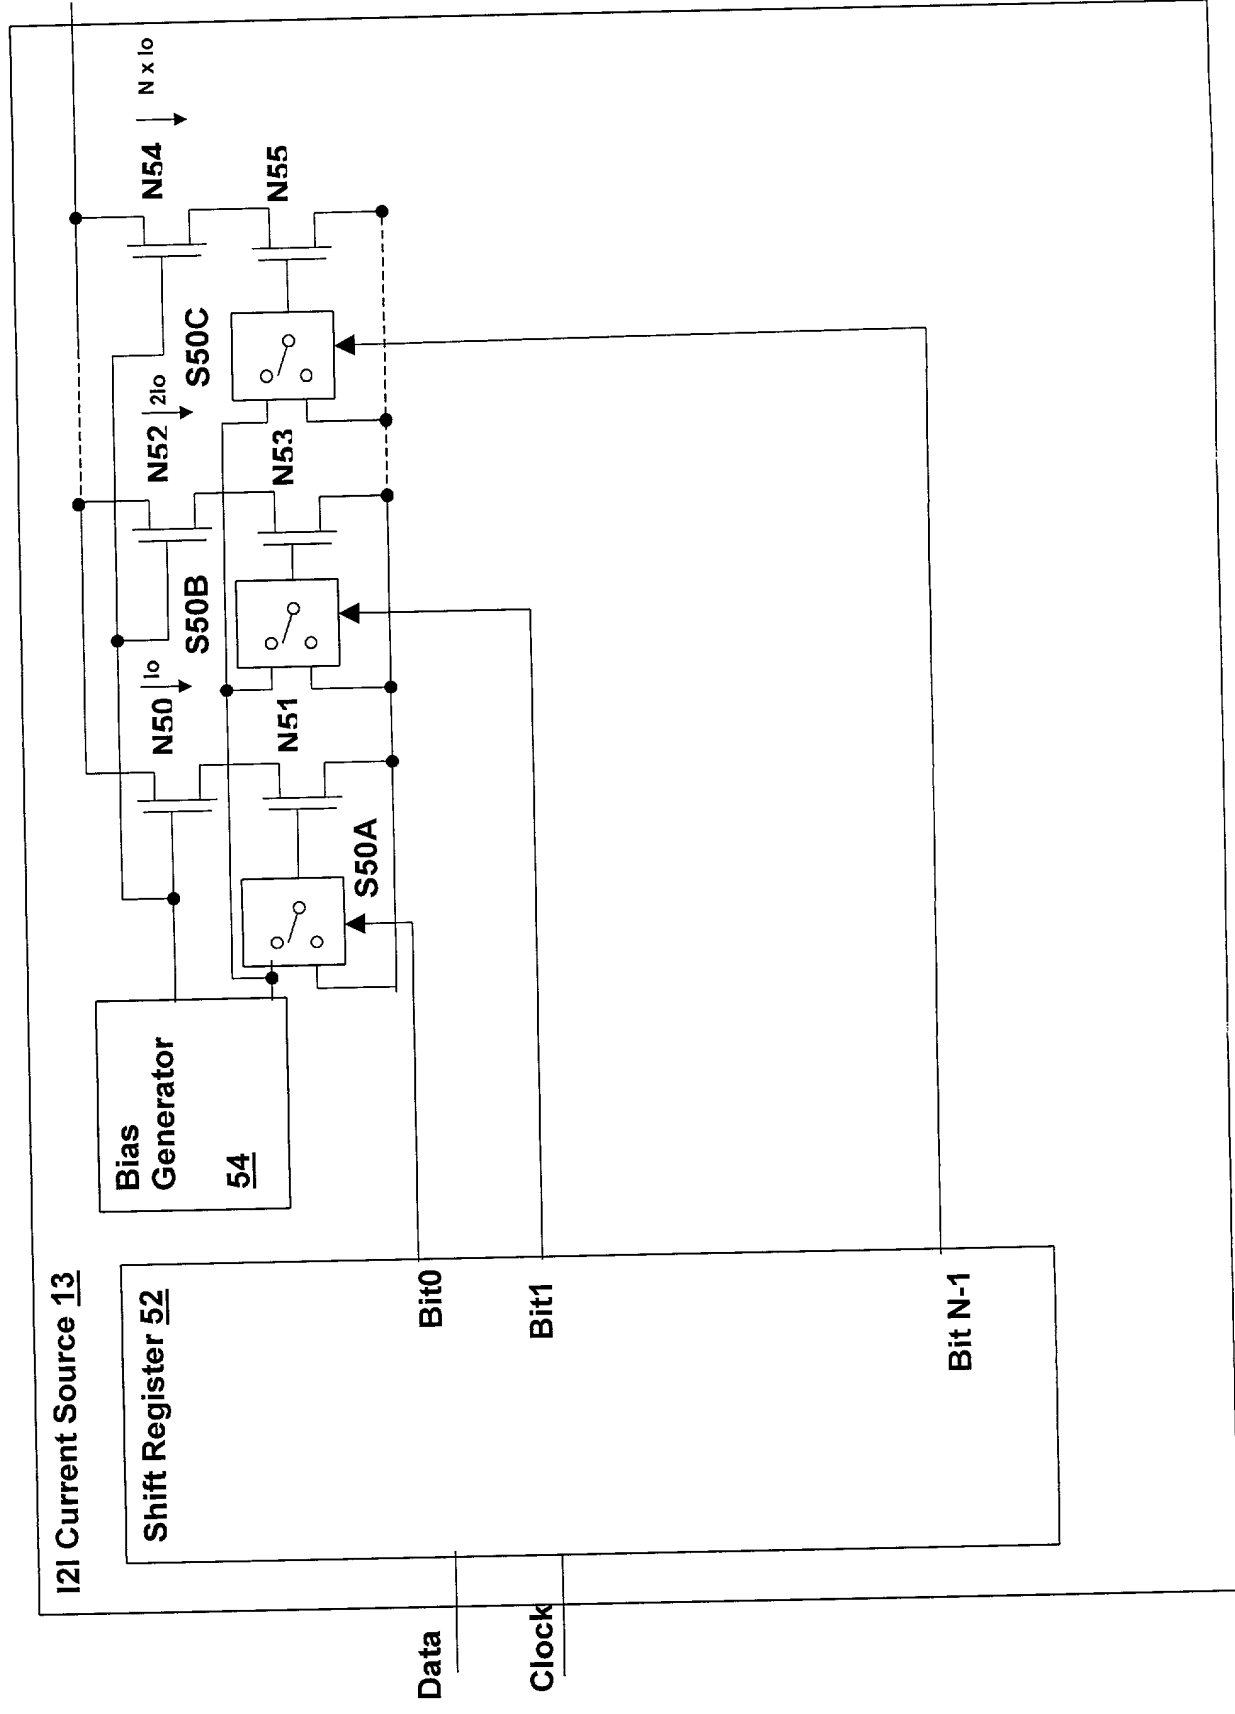 I2I Current Source 13
Shift Register 52
Data
Clock
Bit0
Bit1
Bit N-1
Bias
Generator
54
S50A
N50
Io
N51
S50B
N52
2Io
N53
S50C
N54
N x Io
N55